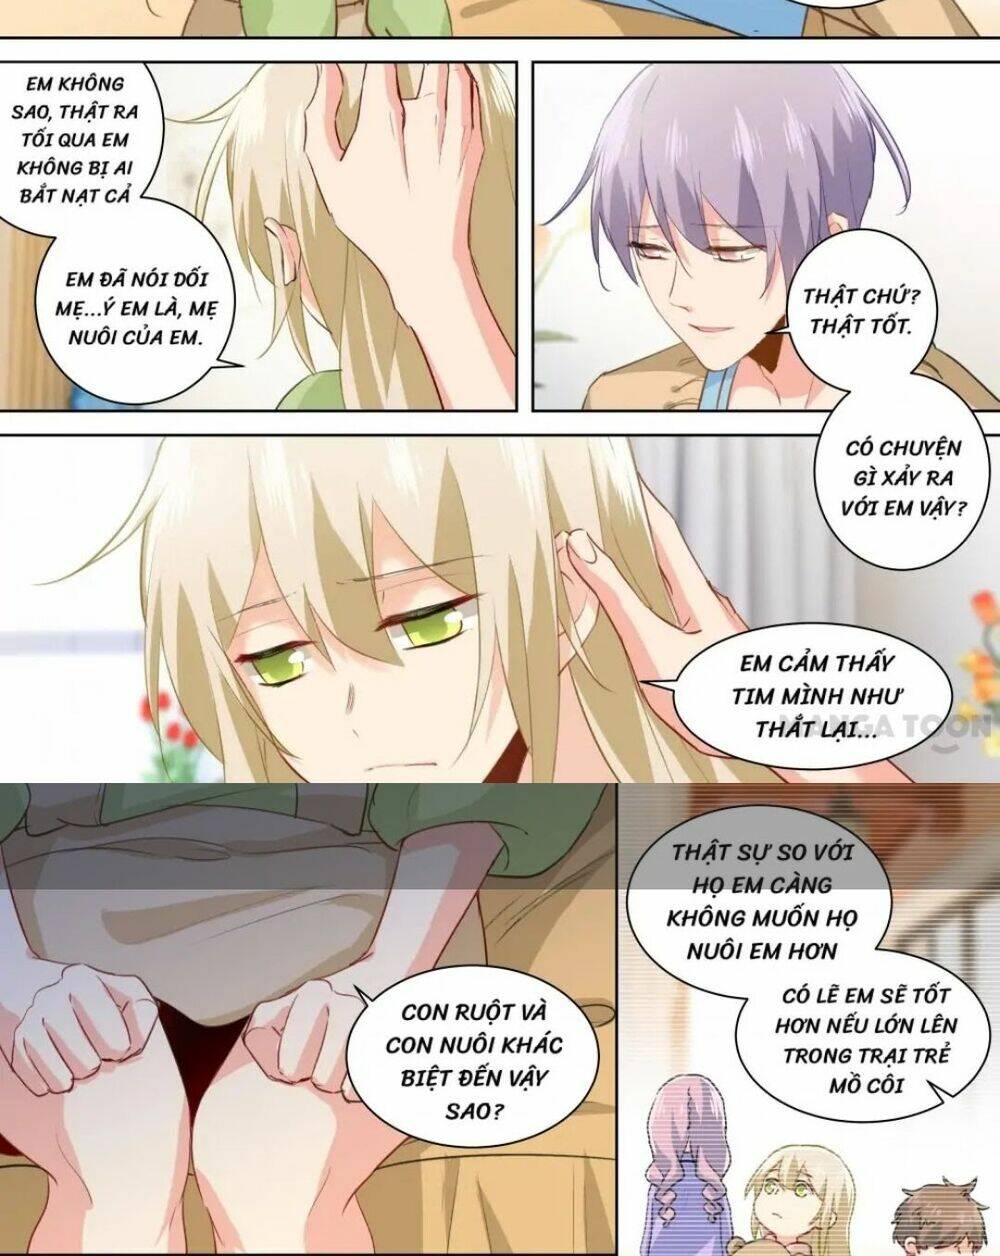 EM KHÔNG
SAO, THẬT RA
TỐI QUA EM
KHÔNG BỊ AI
BẮT NẠT CẢ
EM ĐÃ NÓI DỐI
MẸ...Ý EM LÀ, MẸ
NUÔI CỦA EM.
THẬT CHỨ?
THẬT TỐT.
CÓ CHUYỆN
GÌ XẢY RA
VỚI EM VẬY?
EM CẢM THẤY
TIM MÌNH NHƯ
THẮT LẠI...
MANGA TOON
THẬT SỰ SO VỚI
HỌ EM CÀNG
KHÔNG MUỐN HỌ
NUÔI EM HƠN
CÓ LẼ EM SẼ TỐT
HƠN NẾU LỚN LÊN
TRONG TRẠI TRẺ
MỒ CÔI
CON RUỘT VÀ
CON NUÔI KHÁC
BIỆT ĐẾN VẬY
SAO?